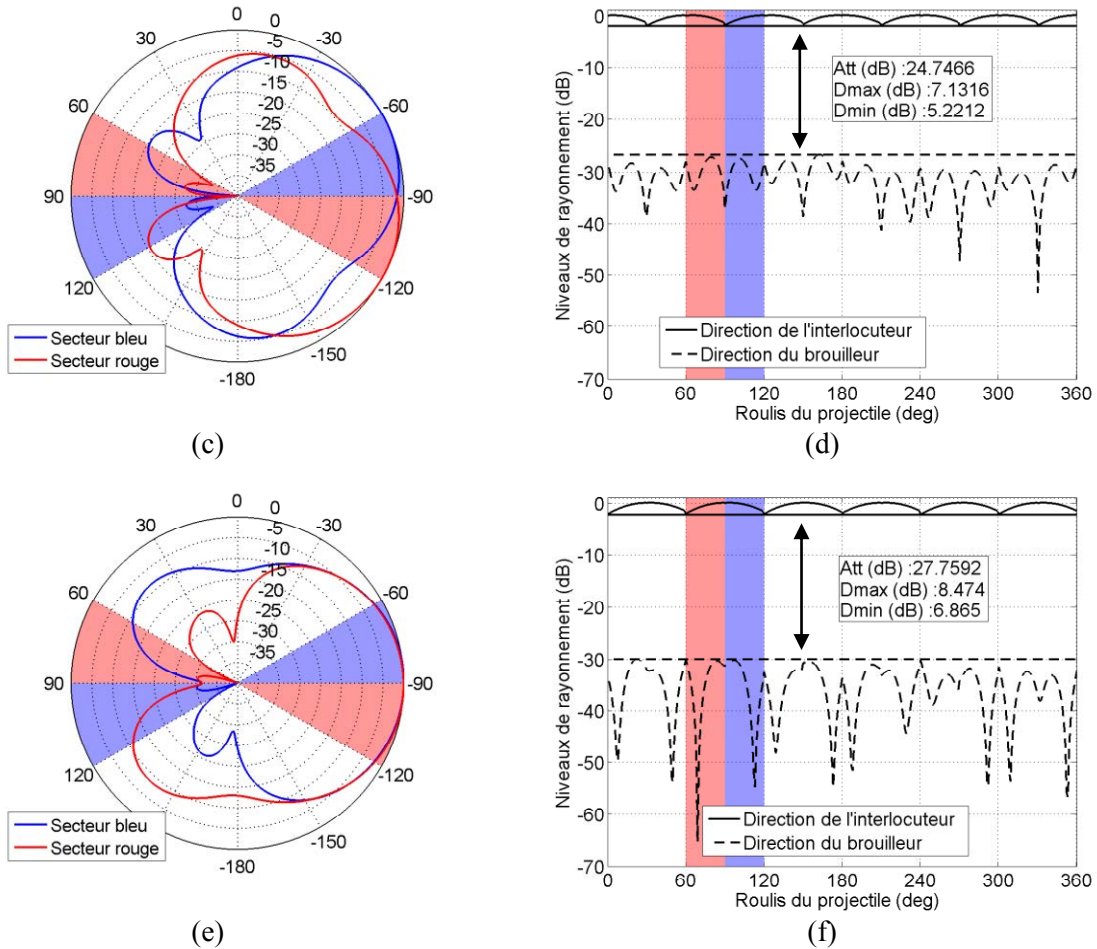 0
0
-5
-10
-15
-20
-25
-30
-35
30
-30
60
-60
90
-90
120
-120
-150
-180
Secteur bleu
Secteur rouge
(c)
Niveaux de rayonnement (dB)
0
-10
-20
-30
-40
-50
-60
-70
Att (dB) :24.7466
Dmax (dB) :7.1316
Dmin (dB) :5.2212
Direction de l'interlocuteur
Direction du brouilleur
0 60 120 180 240 300 360
Roulis du projectile (deg)
(d)
0
0
-5
-10
-15
-20
-25
-30
-35
30
-30
60
-60
90
-90
120
-120
-150
-180
Secteur bleu
Secteur rouge
(e)
Niveaux de rayonnement (dB)
0
-10
-20
-30
-40
-50
-60
-70
Att (dB) :27.7592
Dmax (dB) :8.474
Dmin (dB) :6.865
Direction de l'interlocuteur
Direction du brouilleur
0 60 120 180 240 300 360
Roulis du projectile (deg)
(f)